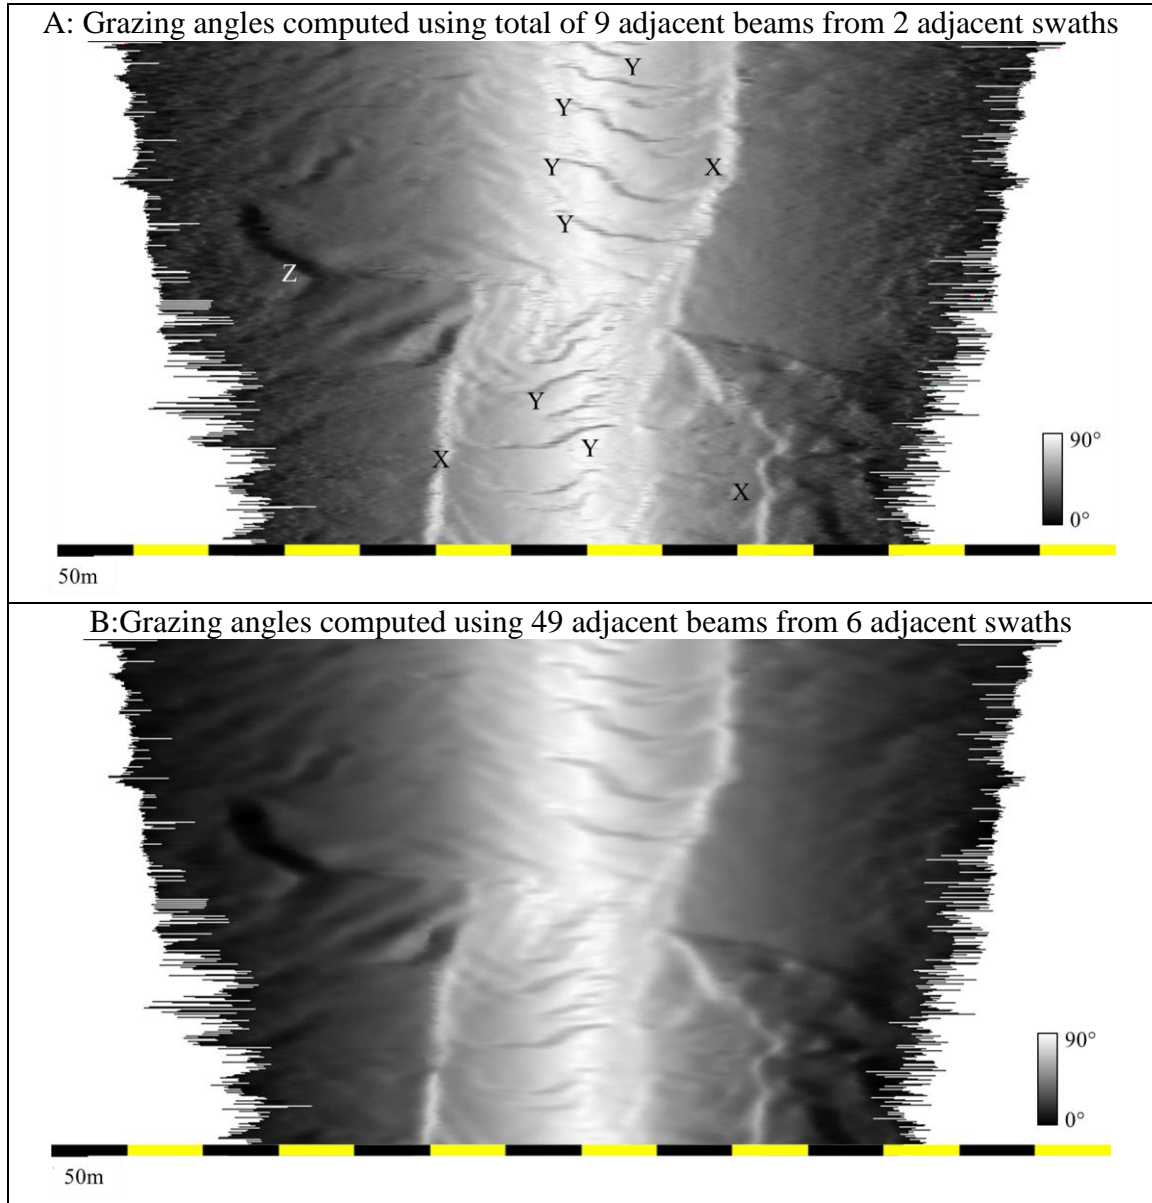 A: Grazing angles computed using total of 9 adjacent beams from 2 adjacent swaths
Y
Y
Y
X
Y
Z
Y
Y
X
X
90°
0°
50m
B:Grazing angles computed using 49 adjacent beams from 6 adjacent swaths
90°
0°
50m